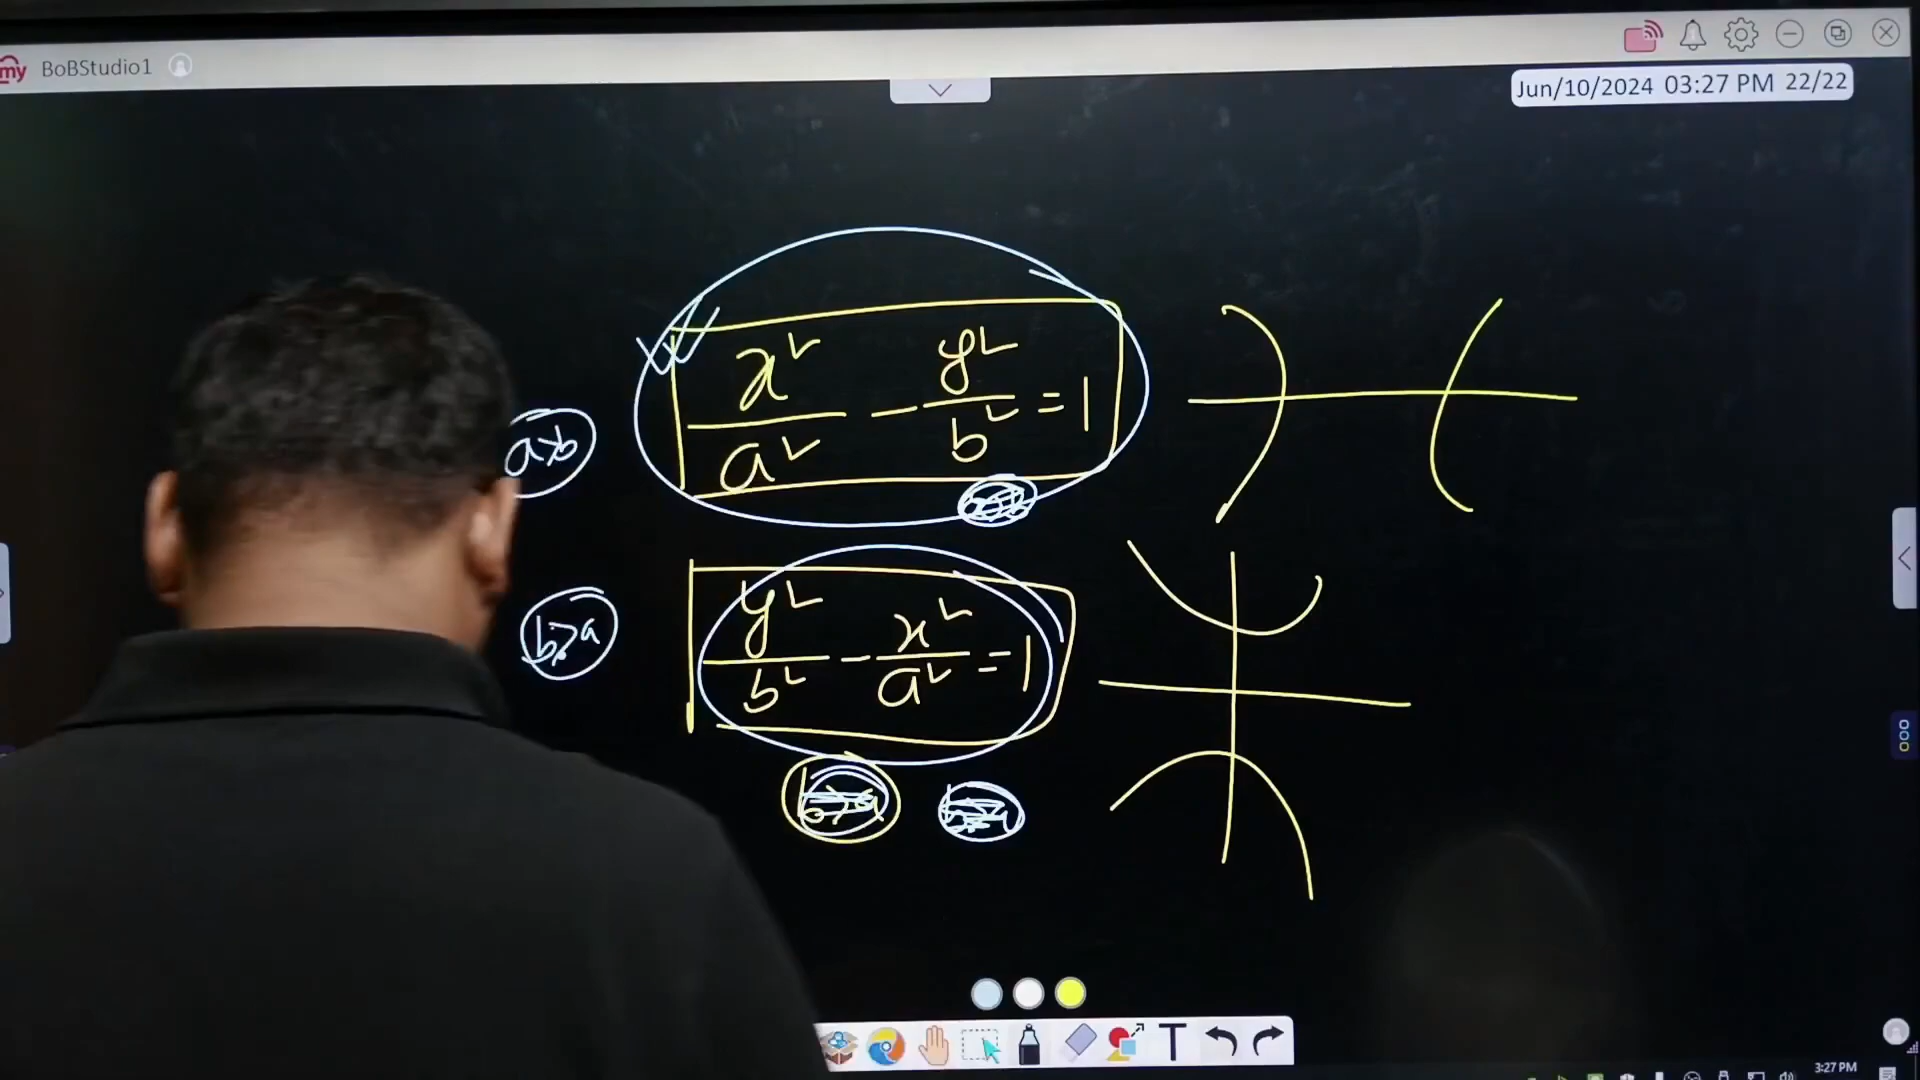 my BoBStudio1
Jun/10/2024 03:27 PM 22/22
a>b
x²/a² - y²/b² = 1
b>a
y²/b² - x²/a² = 1
b>a
T
3:27 PM